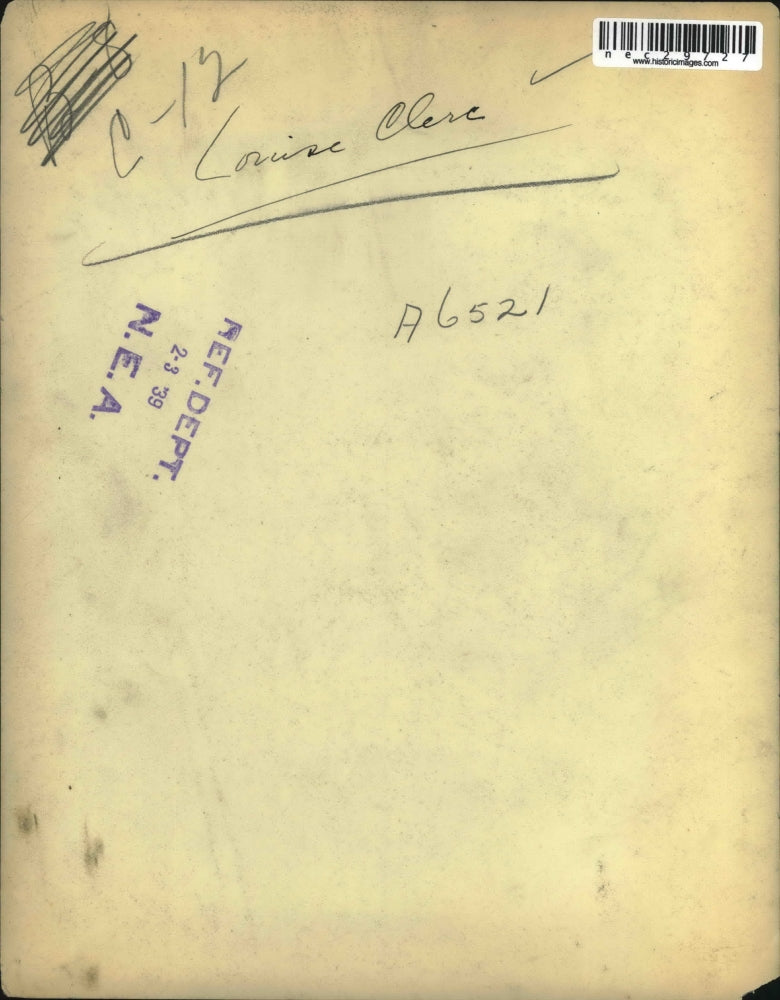 nec29727
www.historicimages.com
C-12
Louise Clerc
A6521
REF. DEPT.
2-3 '39
N.E.A.